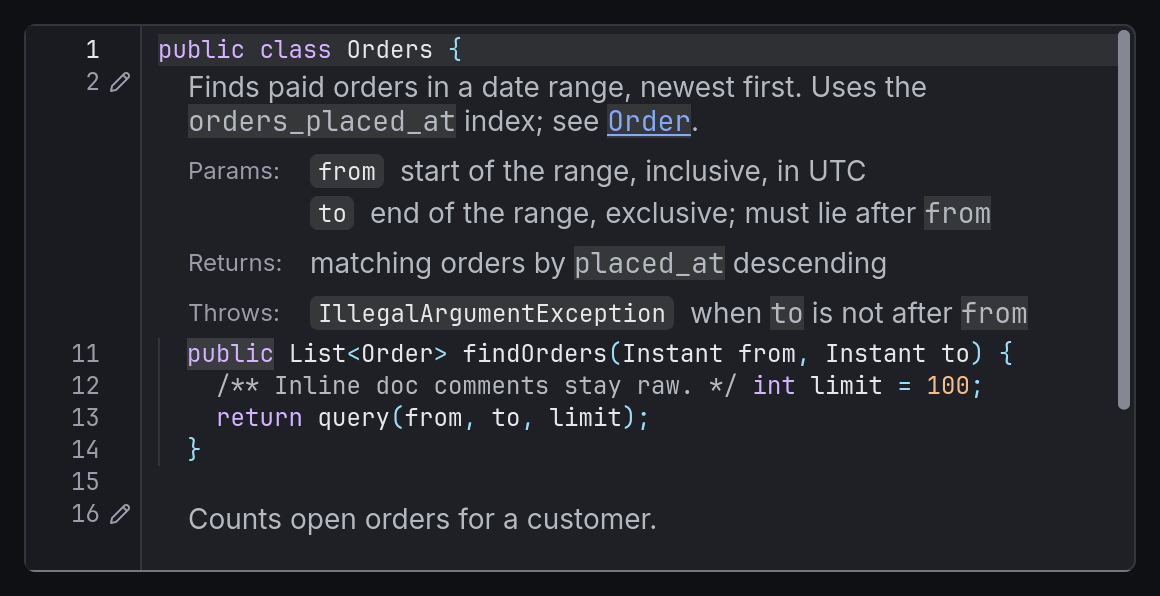 1 public class Orders {
2 Finds paid orders in a date range, newest first. Uses the
orders_placed_at index; see Order.
Params: from start of the range, inclusive, in UTC
to end of the range, exclusive; must lie after from
Returns: matching orders by placed_at descending
Throws: IllegalArgumentException when to is not after from
11 public List<Order> findOrders(Instant from, Instant to) {
12 /** Inline doc comments stay raw. */ int limit = 100;
13 return query(from, to, limit);
14 }
15
16 Counts open orders for a customer.